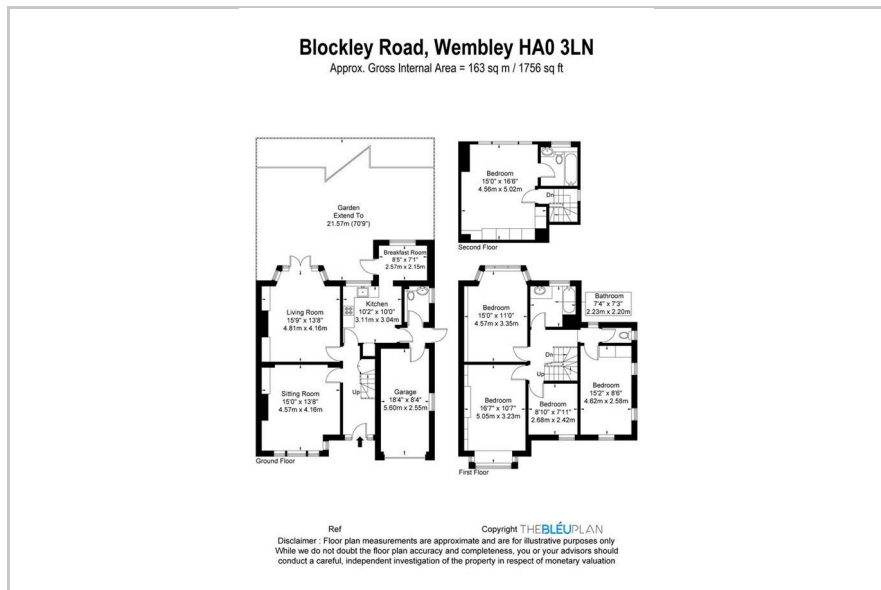 Blockley Road, Wembley HA0 3LN
Approx. Gross Internal Area = 163 sq m / 1756 sq ft
Garden
Extend To
21.57m (70'9")
Breakfast Room
8'5" x 7'1"
2.57m x 2.15m
Kitchen
10'2" x 10'0"
3.11m x 3.04m
Living Room
15'9" x 13'8"
4.81m x 4.16m
Sitting Room
15'0" x 13'8"
4.57m x 4.16m
Up
Garage
18'4" x 8'4"
5.60m x 2.55m
Ground Floor
Bedroom
15'0" x 16'6"
4.56m x 5.02m
Dn
Second Floor
Bedroom
15'0" x 11'0"
4.57m x 3.35m
Bathroom
7'4" x 7'3"
2.23m x 2.20m
Dn
Up
Bedroom
16'7" x 10'7"
5.05m x 3.23m
Bedroom
8'10" x 7'11"
2.68m x 2.42m
Bedroom
15'2" x 8'6"
4.62m x 2.58m
First Floor
Ref
Copyright THEBLÉUPLAN
Disclaimer : Floor plan measurements are approximate and are for illustrative purposes only
While we do not doubt the floor plan accuracy and completeness, you or your advisors should
conduct a careful, independent investigation of the property in respect of monetary valuation